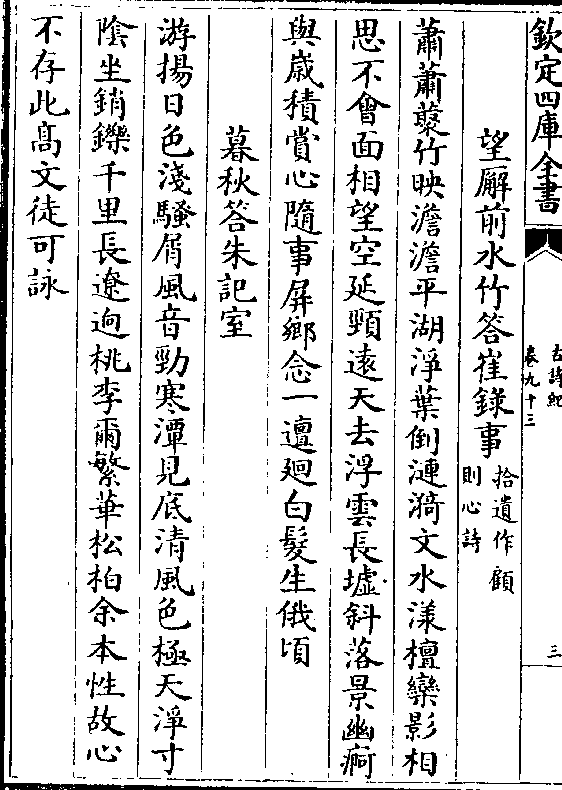 欽定四庫全書
古詩紀
卷九十三
三
望廨前水竹答崔錄事
拾遺作顧
則心詩
蕭蕭藂竹映澹澹平湖淨葉倒漣漪文水漾檀欒影相
思不會面相望空延頸遠天去浮雲長墟斜落景幽痾
與歲積賞心隨事屏鄉念一邅廻白髮生俄頃
暮秋答朱記室
游揚日色淺騷屑風音勁寒潭見底清風色極天淨寸
陰坐銷鑠千里長遼迥桃李爾繁華松柏余本性故心
不存此髙文徒可詠